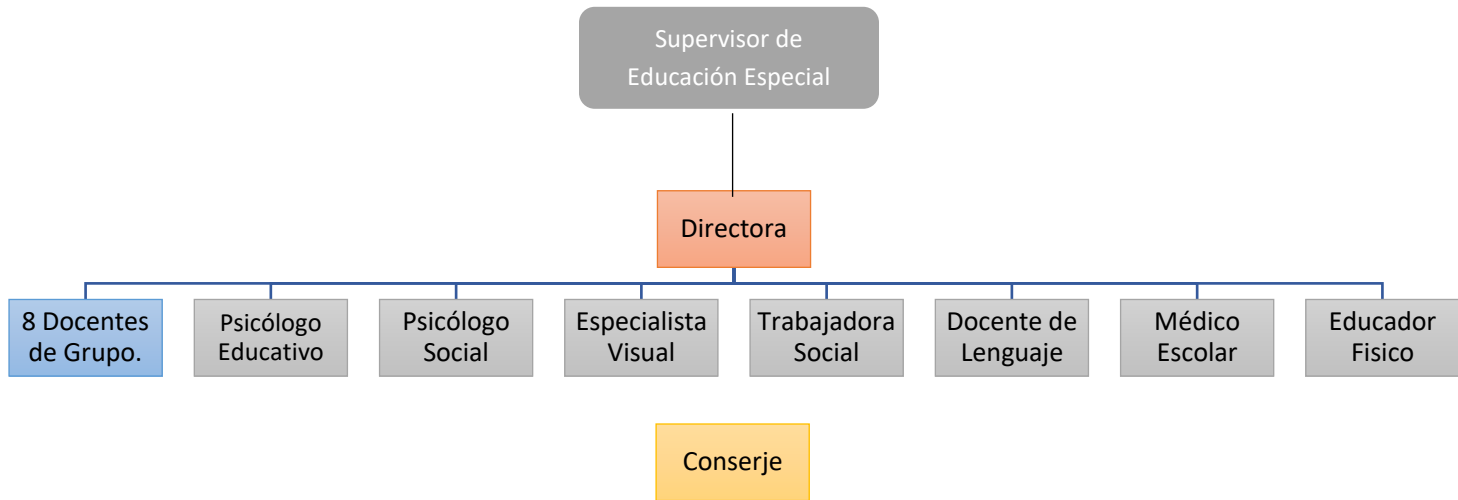 Supervisor de
Educación Especial
Directora
8 Docentes
de Grupo.
Psicólogo
Educativo
Psicólogo
Social
Especialista
Visual
Trabajadora
Social
Docente de
Lenguaje
Médico
Escolar
Educador
Fisico
Conserje